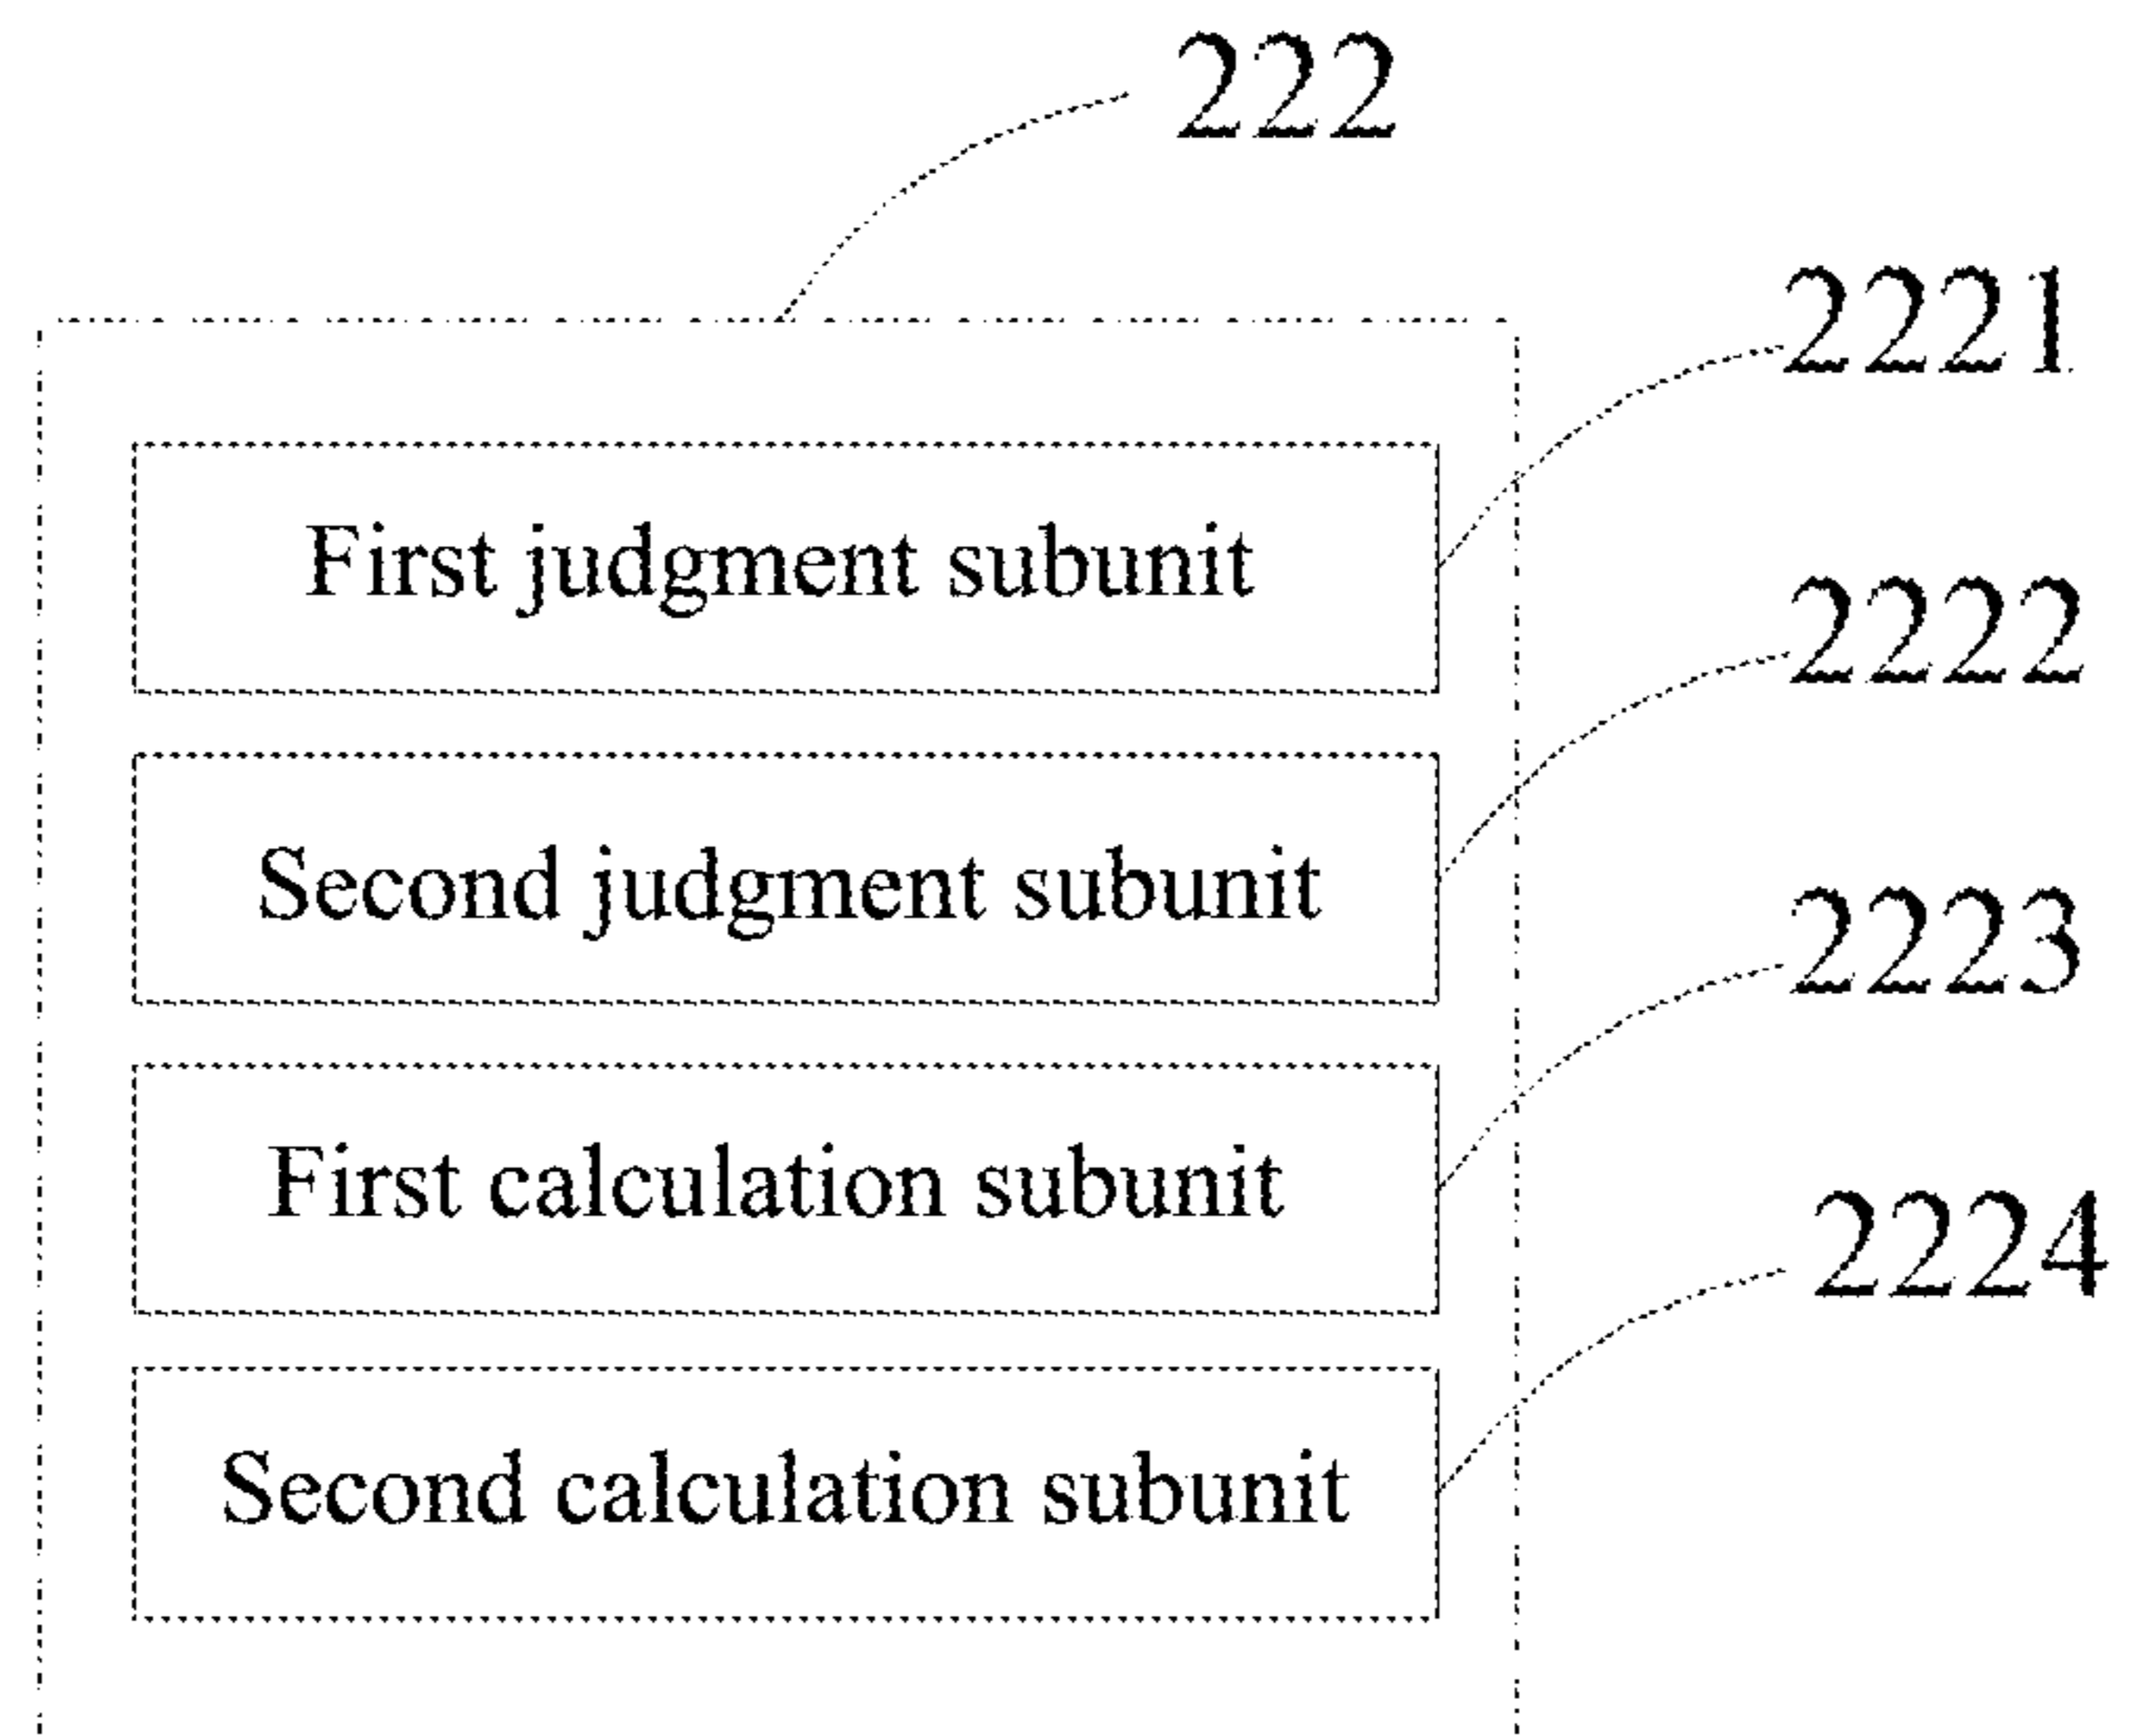 222
2221
First judgment subunit
2222
Second judgment subunit
2223
First calculation subunit
2224
Second calculation subunit